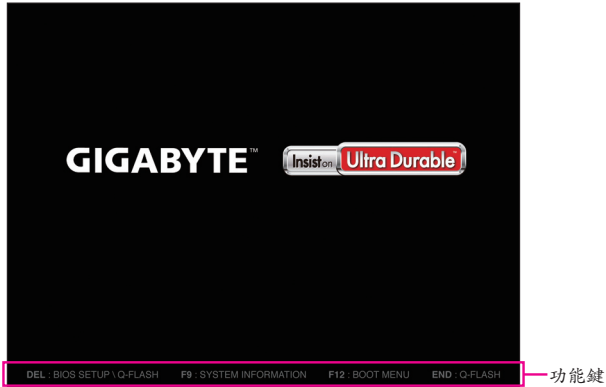 GIGABYTE™
Insist on Ultra Durable™
DEL : BIOS SETUP \ Q-FLASH F9 : SYSTEM INFORMATION F12 : BOOT MENU END : Q-FLASH
功能鍵